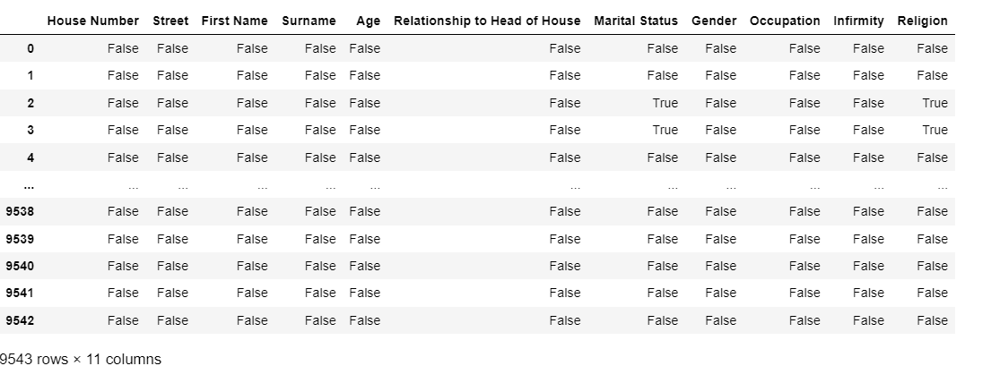 House Number Street First Name Surname Age Relationship to Head of House Marital Status Gender Occupation Infirmity Religion
0 False False False False False False False False False False False
1 False False False False False False False False False False False
2 False False False False False False True False False False True
3 False False False False False False True False False False True
4 False False False False False False False False False False False
... ... ... ... ... ... ... ... ... ... ... ...
9538 False False False False False False False False False False False
9539 False False False False False False False False False False False
9540 False False False False False False False False False False False
9541 False False False False False False False False False False False
9542 False False False False False False False False False False False
9543 rows × 11 columns